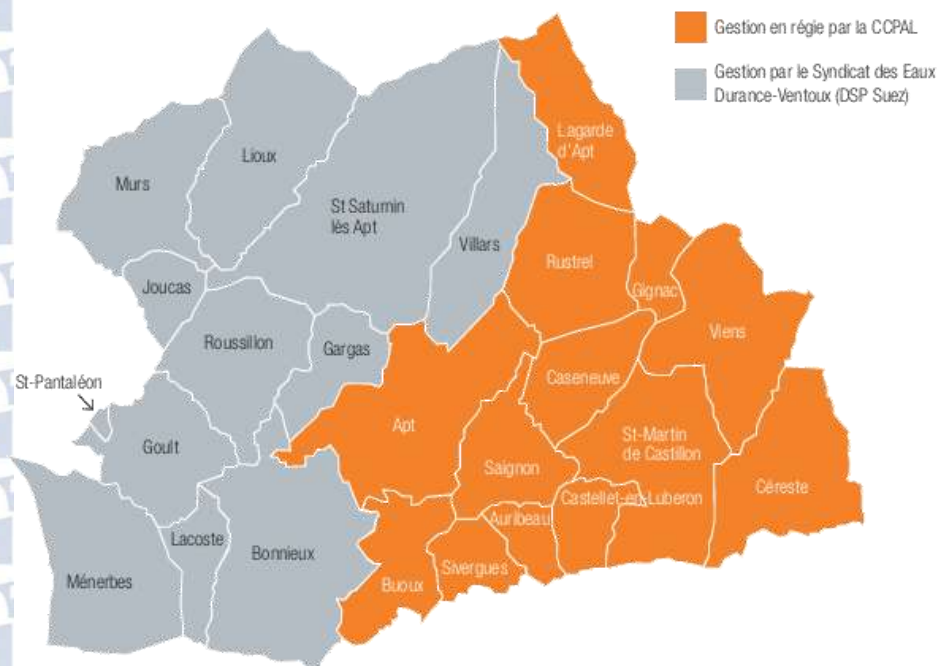 Gestion en régie par la CCPAL
Gestion par le Syndicat des Eaux
Durance-Ventoux (DSP Suez)
Lagarde
d'Apt
Lioux
Murs
St Saturnin
lès Apt
Villars
Rustrel
Joucas
Gignac
Viens
Roussillon
Gargas
St-Pantaléon
Caseneuve
Apt
Goult
St-Martin
de Castillon
Saignon
Céreste
Castellet-en-Luberon
Auribeau
Lacoste
Bonnieux
Sivergues
Ménerbes
Buoux